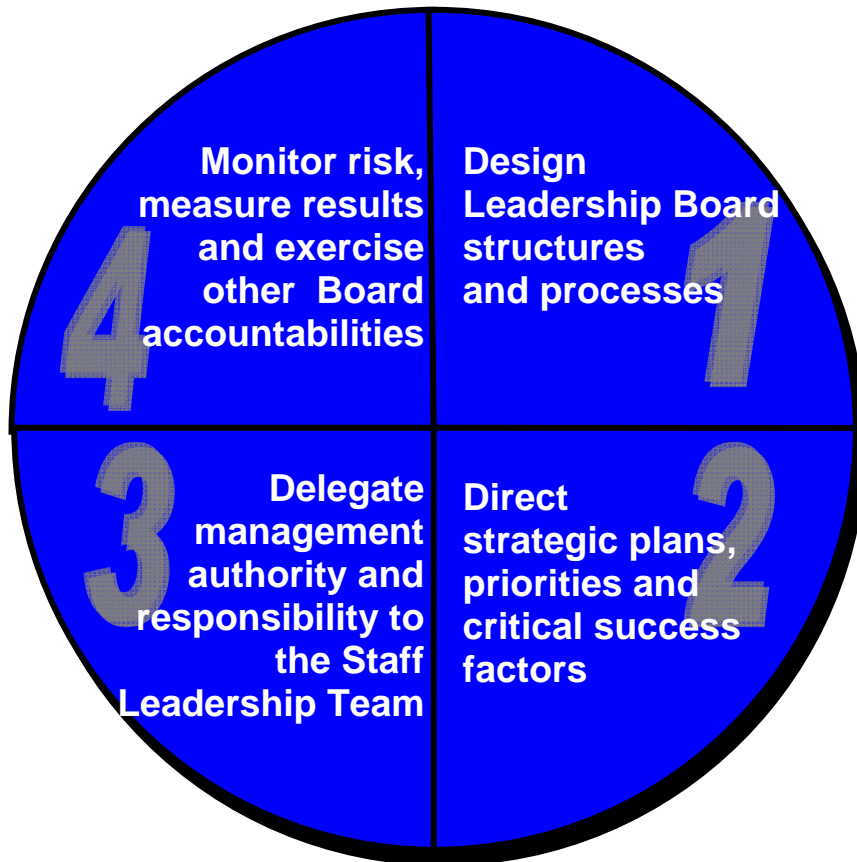 Design
Leadership Board
structures
and processes
1
Direct
strategic plans,
priorities and
critical success
factors
2
Delegate
management
authority and
responsibility to
the Staff
Leadership Team
3
Monitor risk,
measure results
and exercise
other Board
accountabilities
4